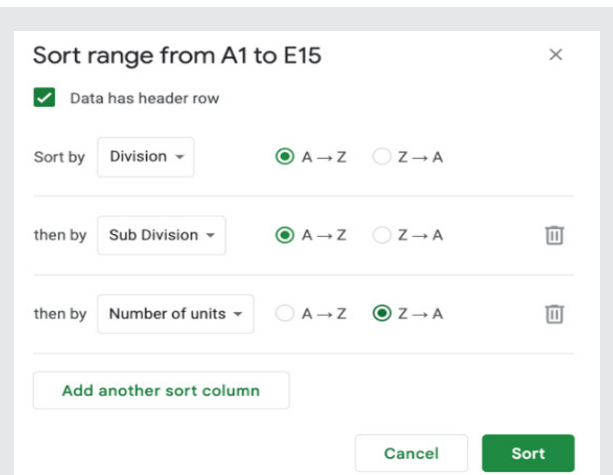 Sort range from A1 to E15
Data has header row
Sort by Division A → Z Z → A
then by Sub Division A → Z Z → A
then by Number of units A → Z Z → A
Add another sort column
Cancel Sort